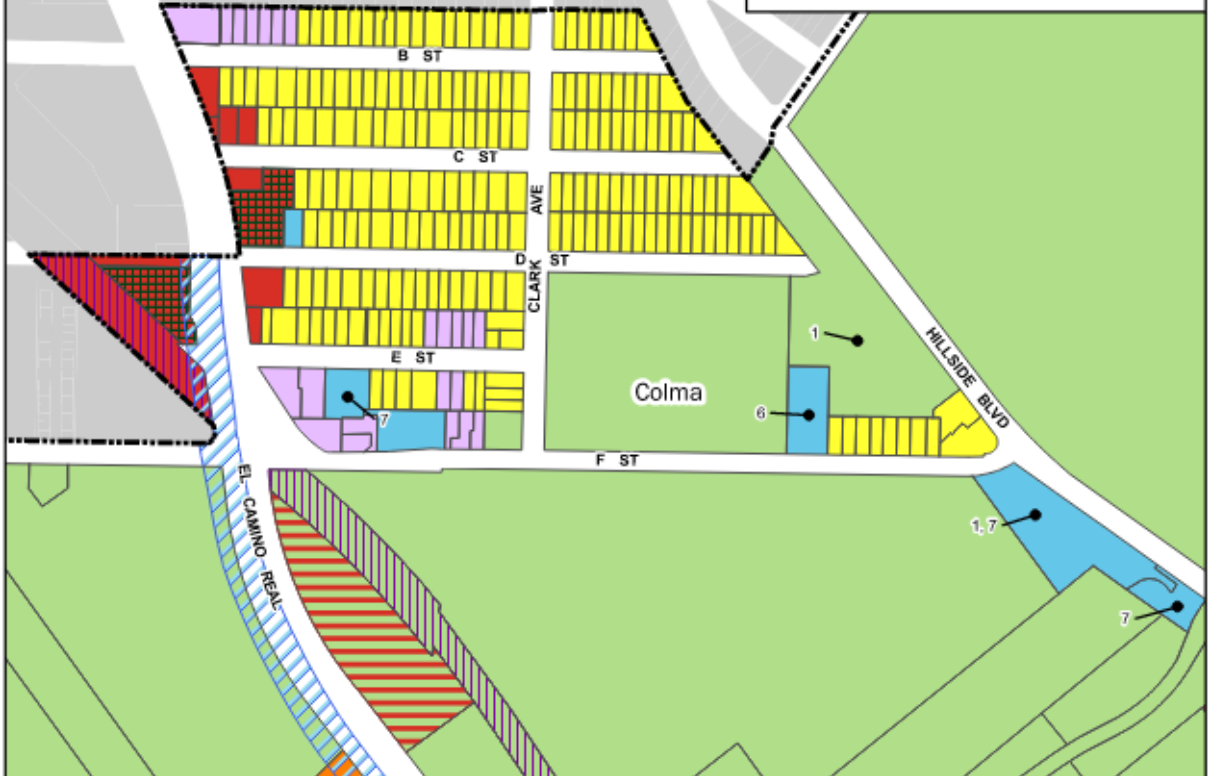 B ST
C ST
AVE
D ST
CLARK
1
HILLSIDE BLVD
E ST
Colma
6
7
F ST
EL CAMINO REAL
1, 7
7